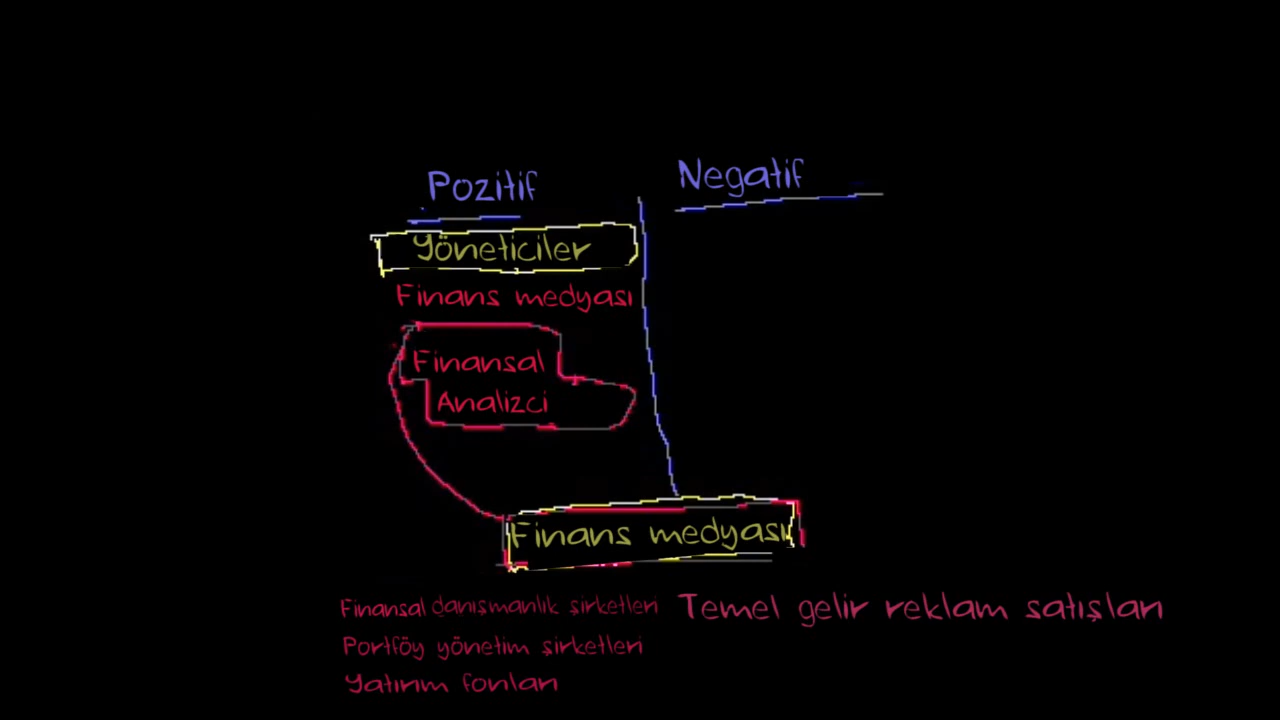 Pozitif
Negatif
Yöneticiler
Finans medyası
Finansal
Analizci
Finans medyası
Finansal danışmanlık şirketleri
Temel gelir reklam satışları
Portföy yönetim şirketleri
Yatırım fonları